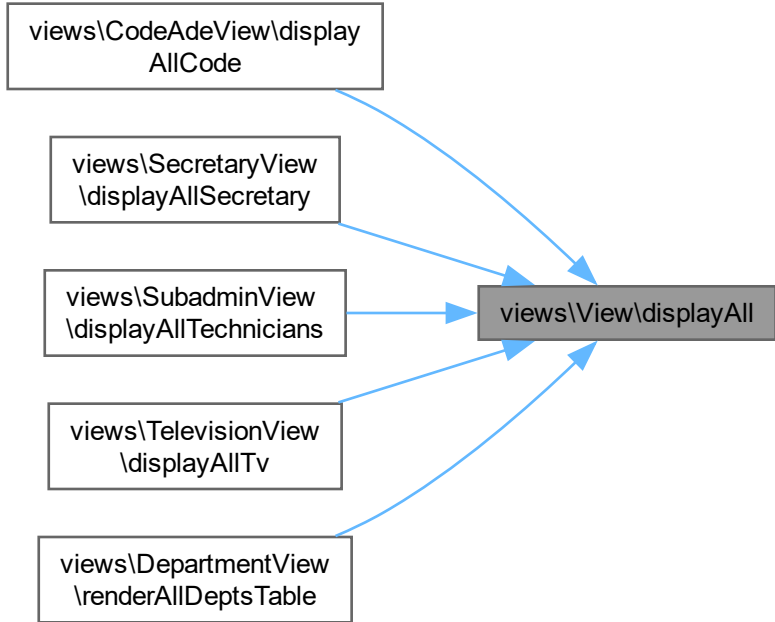 views\CodeAdeView\display
AllCode
views\SecretaryView
\displayAllSecretary
views\SubadminView
\displayAllTechnicians
views\View\displayAll
views\TelevisionView
\displayAllTv
views\DepartmentView
\renderAllDeptsTable